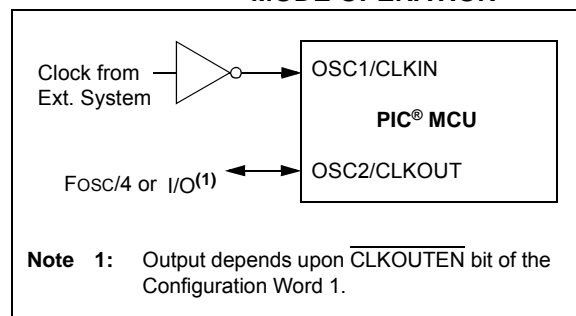 MODE OPERATION
Clock from
Ext. System
OSC1/CLKIN
PIC® MCU
FOSC/4 or I/O(1)
OSC2/CLKOUT
Note 1: Output depends upon CLKOUTEN bit of the
Configuration Word 1.